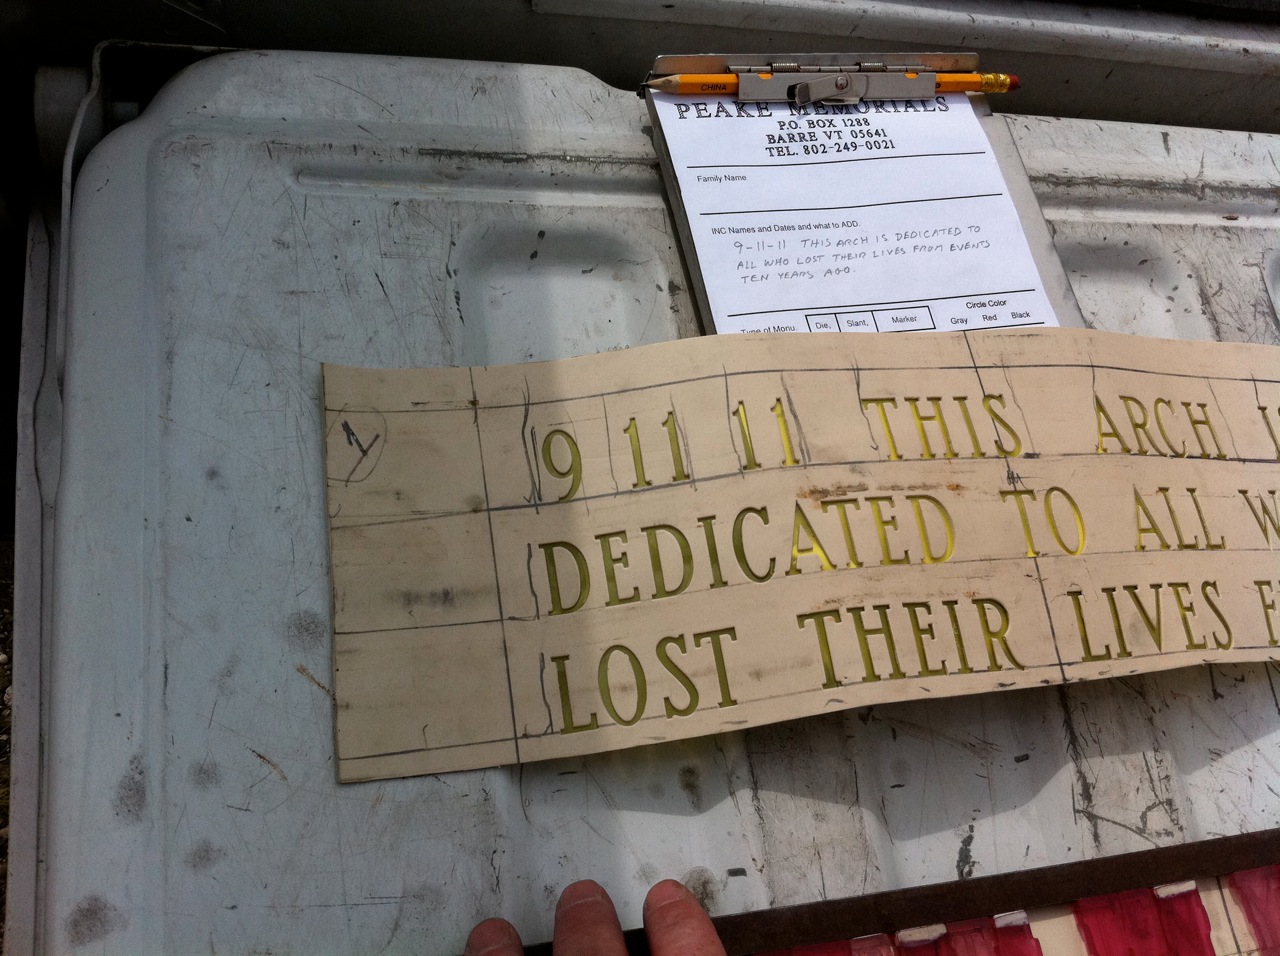 CHINA
PEAKE MEMORIALS
P.O. BOX 1288
BARRE VT 05641
TEL. 802-249-0021
Family Name
INC Names and Dates and what to ADD.
9-11-11 THIS ARCH IS DEDICATED TO
ALL WHO LOST THEIR LIVES FROM EVENTS
TEN YEARS AGO.
Type of Monu. Die, Slant, Marker
Circle Color
Gray Red Black
1
9 11 11 THIS ARCH I
DEDICATED TO ALL W
LOST THEIR LIVES F